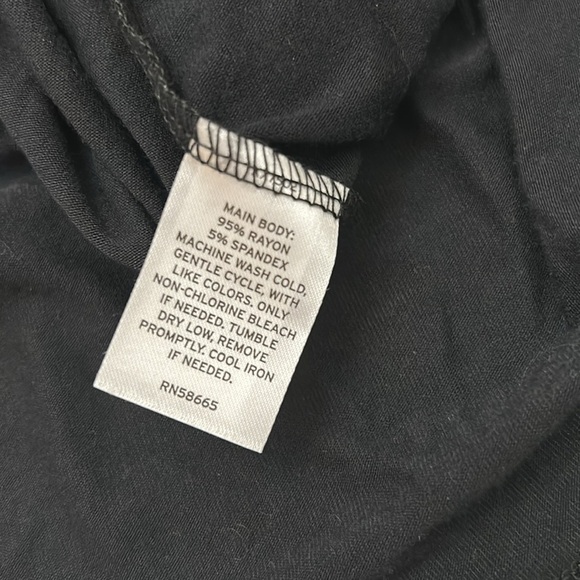 MAIN BODY:
95% RAYON
5% SPANDEX
MACHINE WASH COLD,
GENTLE CYCLE, WITH
LIKE COLORS. ONLY
NON-CHLORINE BLEACH
IF NEEDED. TUMBLE
DRY LOW, REMOVE
PROMPTLY. COOL IRON
IF NEEDED.
RN58665